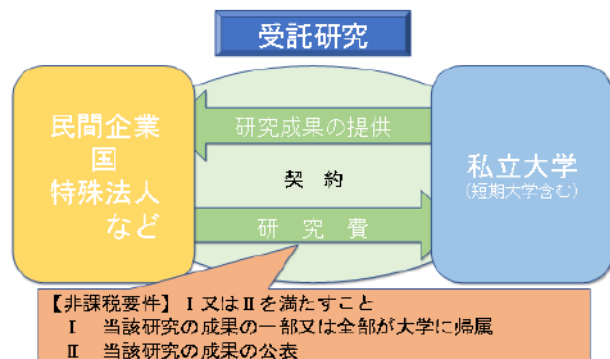 受託研究
民間企業
国
特殊法人
など
研究成果の提供
契 約
研 究 費
私立大学
(短期大学含む)
【非課税要件】Ⅰ又はⅡを満たすこと
Ⅰ 当該研究の成果の一部又は全部が大学に帰属
Ⅱ 当該研究の成果の公表